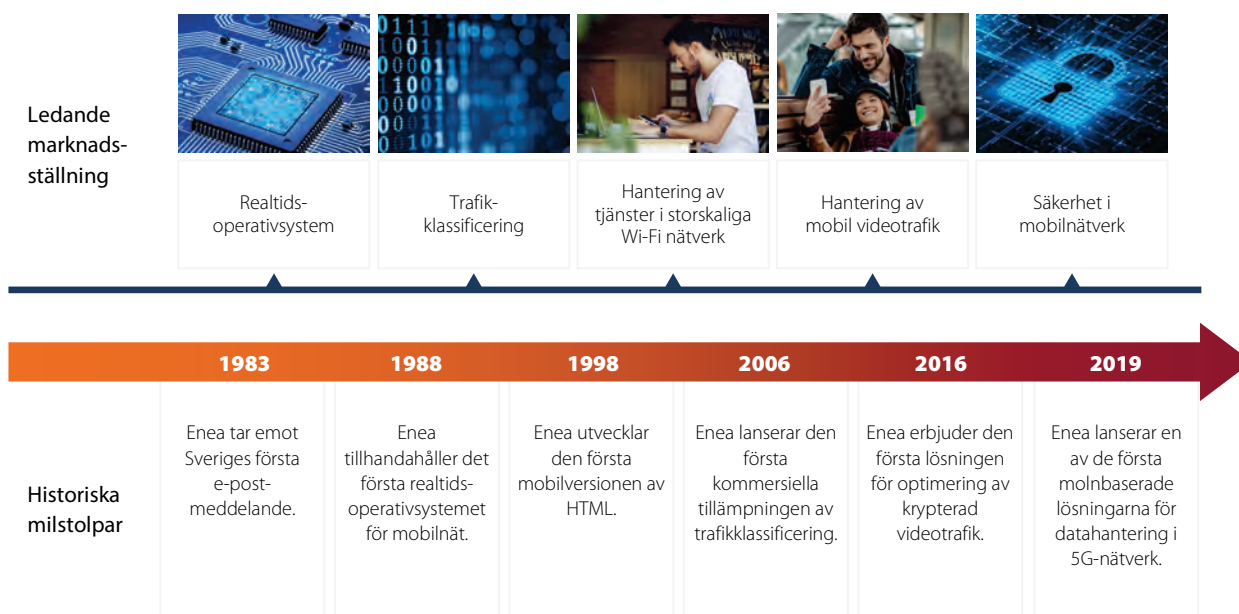 Ledande
marknads-
ställning
Realtids-
operativsystem
Trafik-
klassificering
Hantering av
tjänster i storskaliga
Wi-Fi nätverk
Hantering av
mobil videotrafik
Säkerhet i
mobilnätverk
1983
1988
1998
2006
2016
2019
Historiska
milstolpar
Enea tar emot
Sveriges första
e-post-
meddelande.
Enea
tillhandahåller det
första realtids-
operativsystemet
för mobilnät.
Enea utvecklar
den första
mobilversionen av
HTML.
Enea lanserar den
första
kommersiella
tillämpningen av
trafikklassificering.
Enea erbjuder den
första lösningen
för optimering av
krypterad
videotrafik.
Enea lanserar en
av de första
molnbaserade
lösningarna för
datahantering i
5G-nätverk.